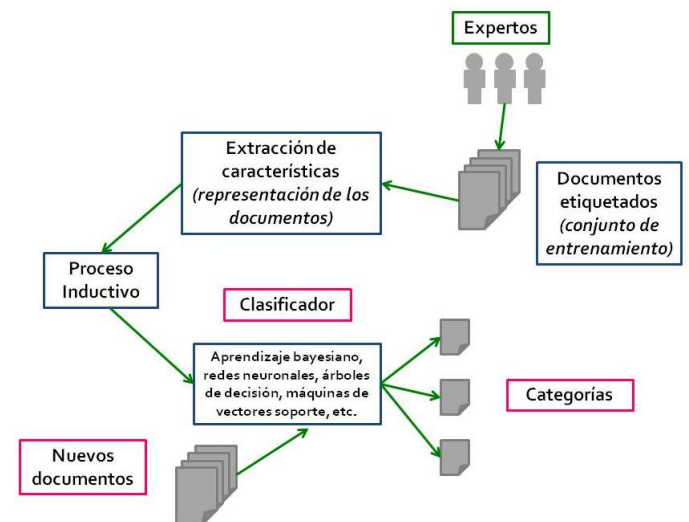 Expertos
Extracción de
características
(representación de los
documentos)
Documentos
etiquetados
(conjunto de
entrenamiento)
Proceso
Inductivo
Clasificador
Aprendizaje bayesiano,
redes neuronales, árboles
de decisión, máquinas de
vectores soporte, etc.
Categorías
Nuevos
documentos